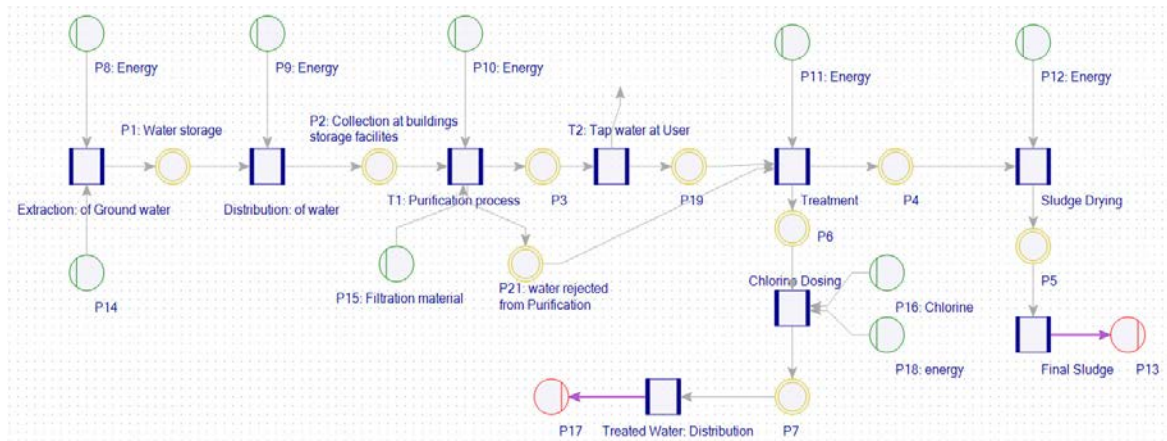 P8: Energy
P9: Energy
P10: Energy
P11: Energy
P12: Energy
P1: Water storage
P2: Collection at buildings
storage facilites
T2: Tap water at User
Extraction: of Ground water
Distribution: of water
T1: Purification process
P3
P19
Treatment
P4
Sludge Drying
P14
P15: Filtration material
P21: water rejected
from Purification
P6
Chlorine Dosing
P16: Chlorine
P18: energy
P5
Final Sludge
P13
P17
Treated Water: Distribution
P7